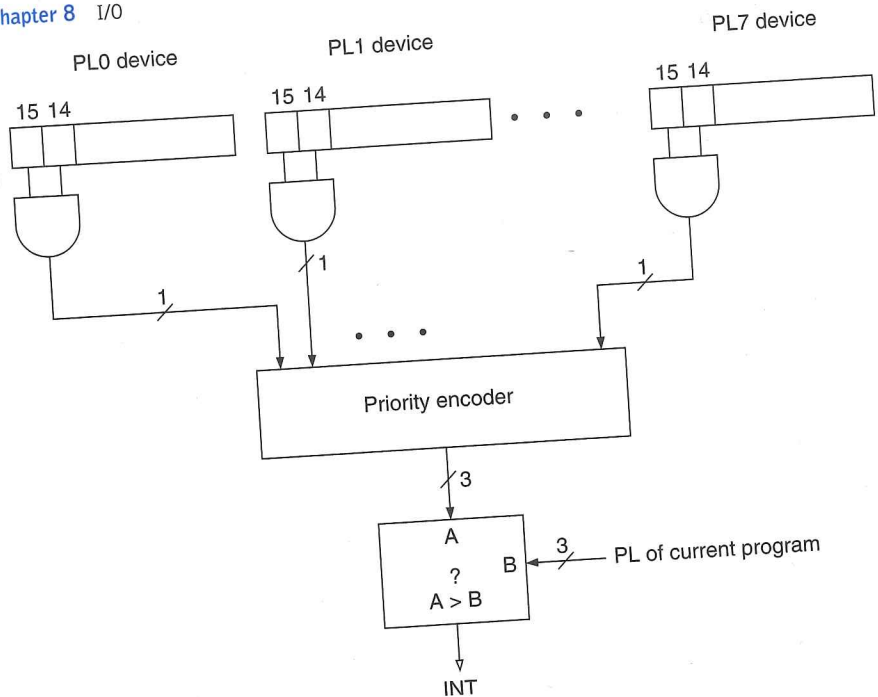 hapter 8 I/O
PL0 device
PL1 device
PL7 device
15 14
15 14
15 14
1
1
1
Priority encoder
3
A
B
3
PL of current program
?
A > B
INT